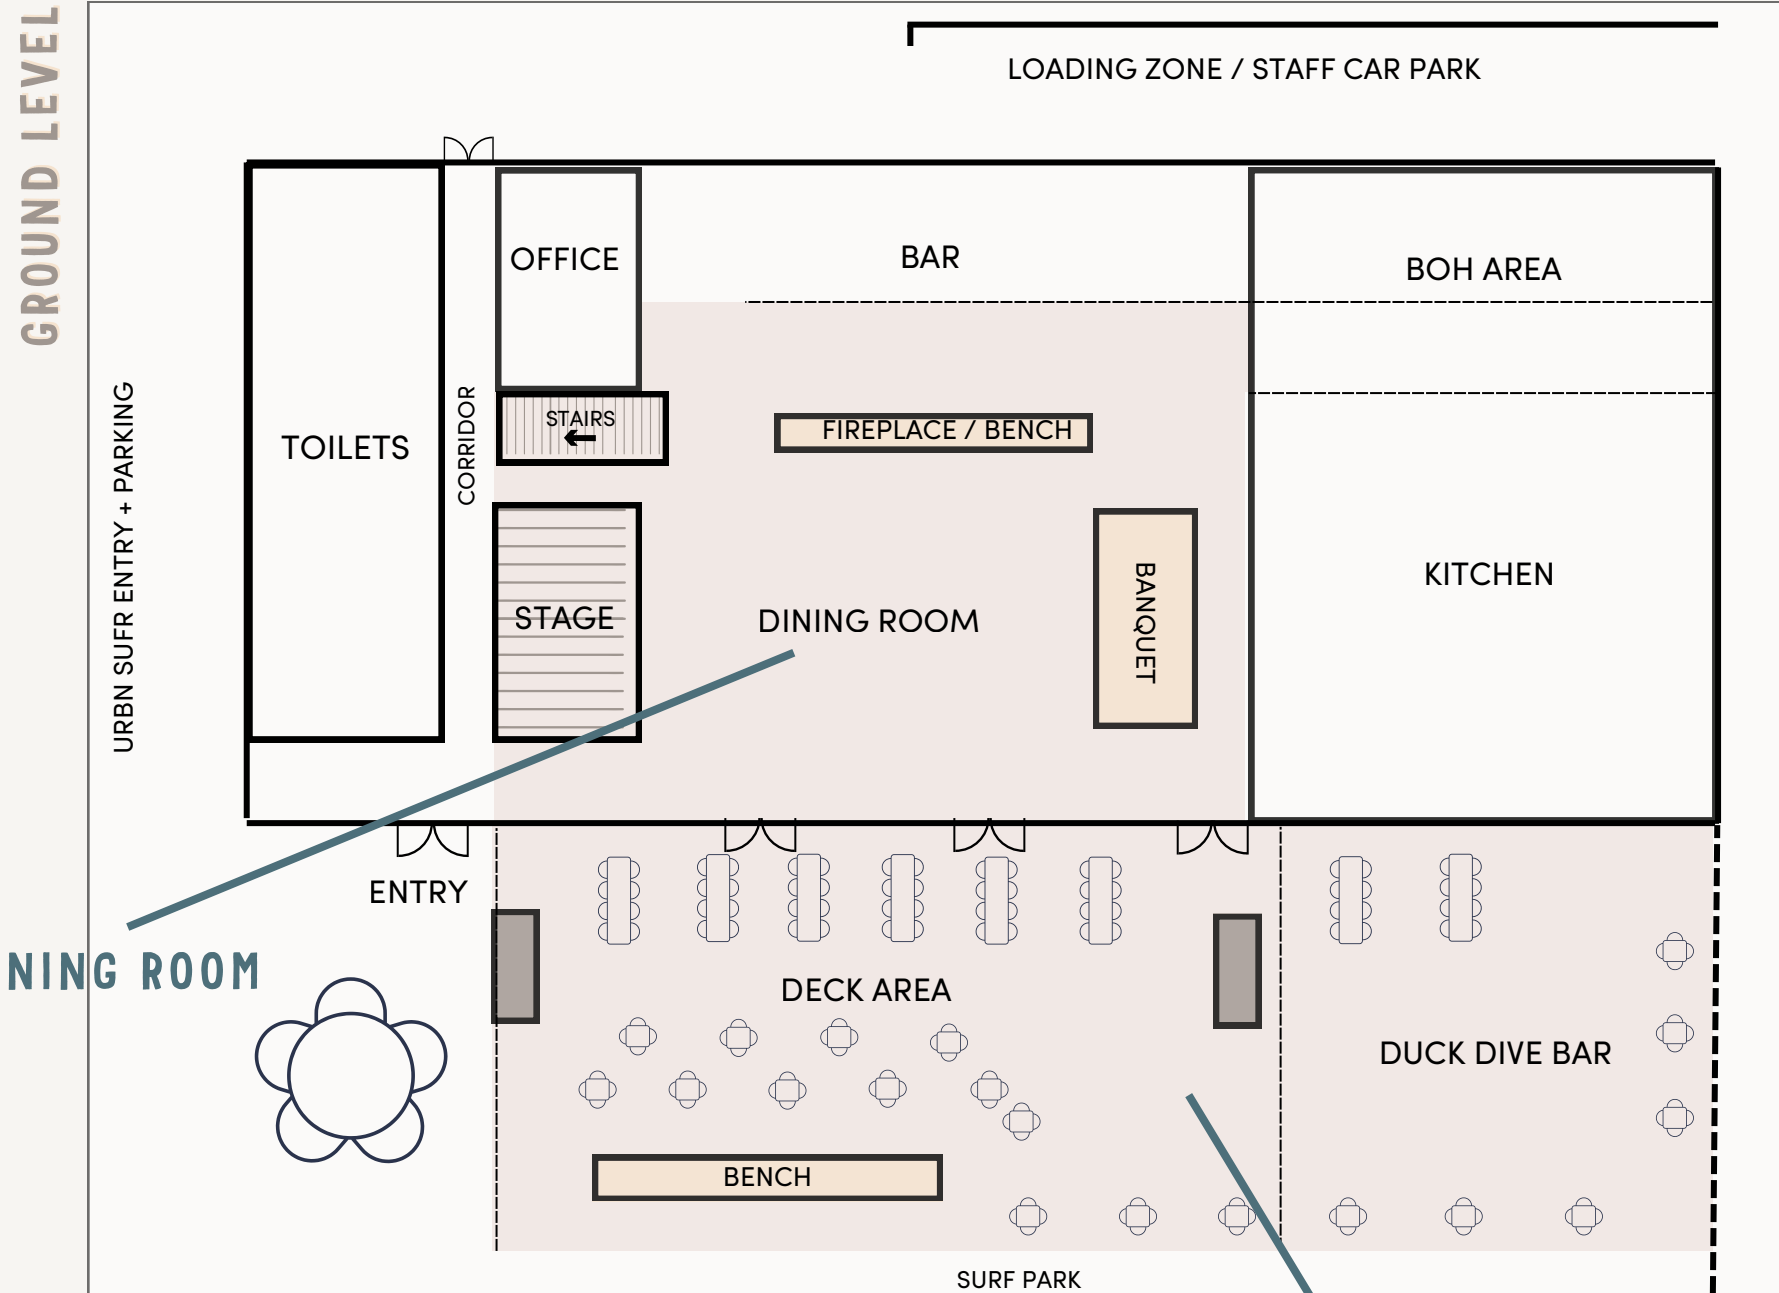 GROUND LEVEL
LOADING ZONE / STAFF CAR PARK
OFFICE
BAR
BOH AREA
STAIRS
FIREPLACE / BENCH
TOILETS
CORRIDOR
URBN SUFR ENTRY + PARKING
KITCHEN
STAGE
DINING ROOM
BANQUET
ENTRY
NING ROOM
DECK AREA
DUCK DIVE BAR
BENCH
SURF PARK